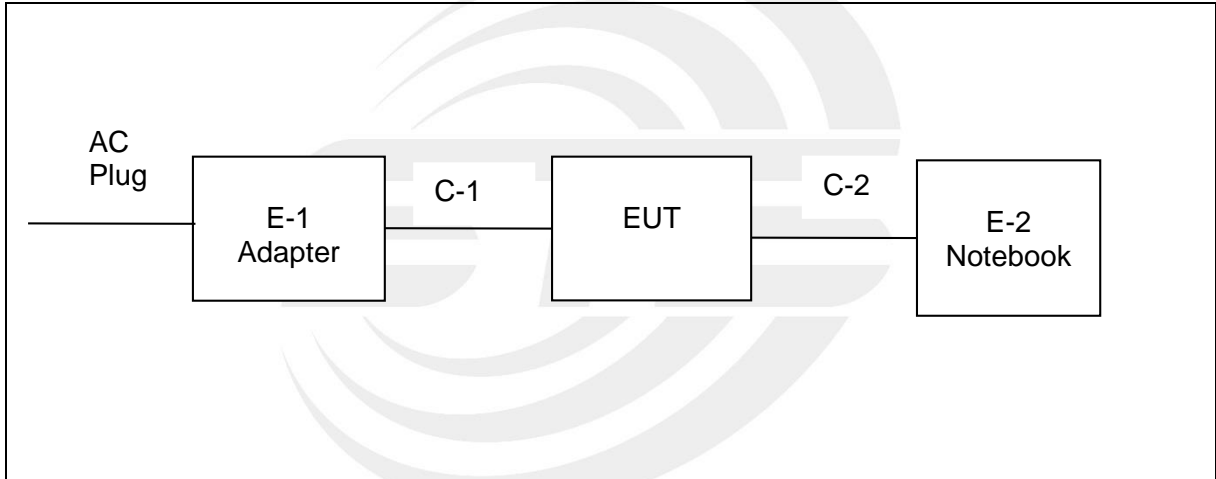 AC
Plug
E-1
Adapter
C-1
EUT
C-2
E-2
Notebook